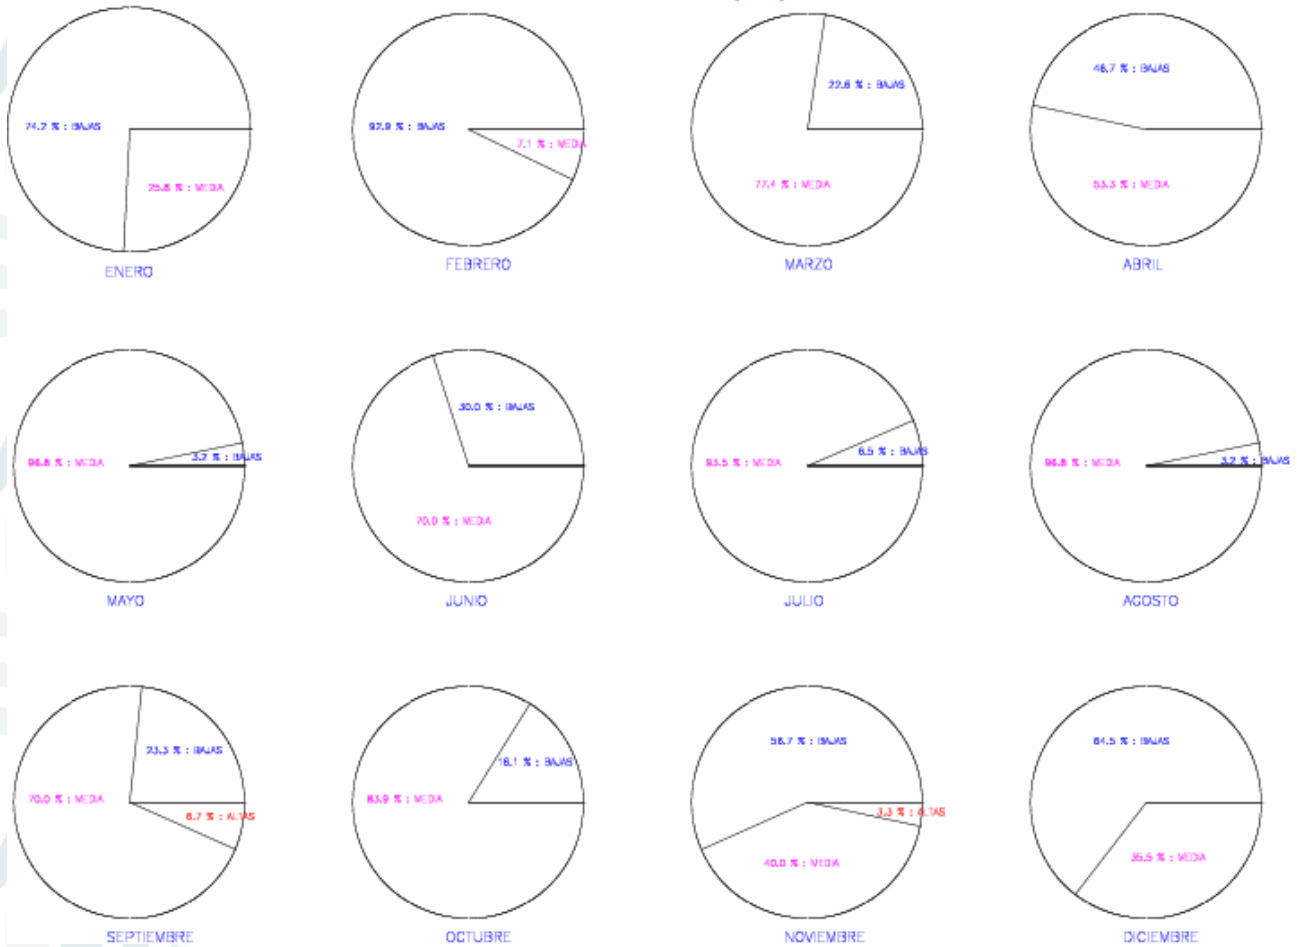 74.2 % : BAJAS
25.8 % : MEDIA
ENERO
92.9 % : BAJAS
7.1 % : MEDIA
FEBRERO
22.6 % : BAJAS
77.4 % : MEDIA
MARZO
46.7 % : BAJAS
53.3 % : MEDIA
ABRIL
96.8 % : MEDIA
3.2 % : BAJAS
MAYO
30.0 % : BAJAS
70.0 % : MEDIA
JUNIO
93.5 % : MEDIA
6.5 % : BAJAS
JULIO
96.8 % : MEDIA
3.2 % : BAJAS
AGOSTO
23.3 % : BAJAS
70.0 % : MEDIA
6.7 % : ALTAS
SEPTIEMBRE
16.1 % : BAJAS
83.9 % : MEDIA
OCTUBRE
56.7 % : BAJAS
3.3 % : ALTAS
40.0 % : MEDIA
NOVIEMBRE
64.5 % : BAJAS
35.5 % : MEDIA
DICIEMBRE